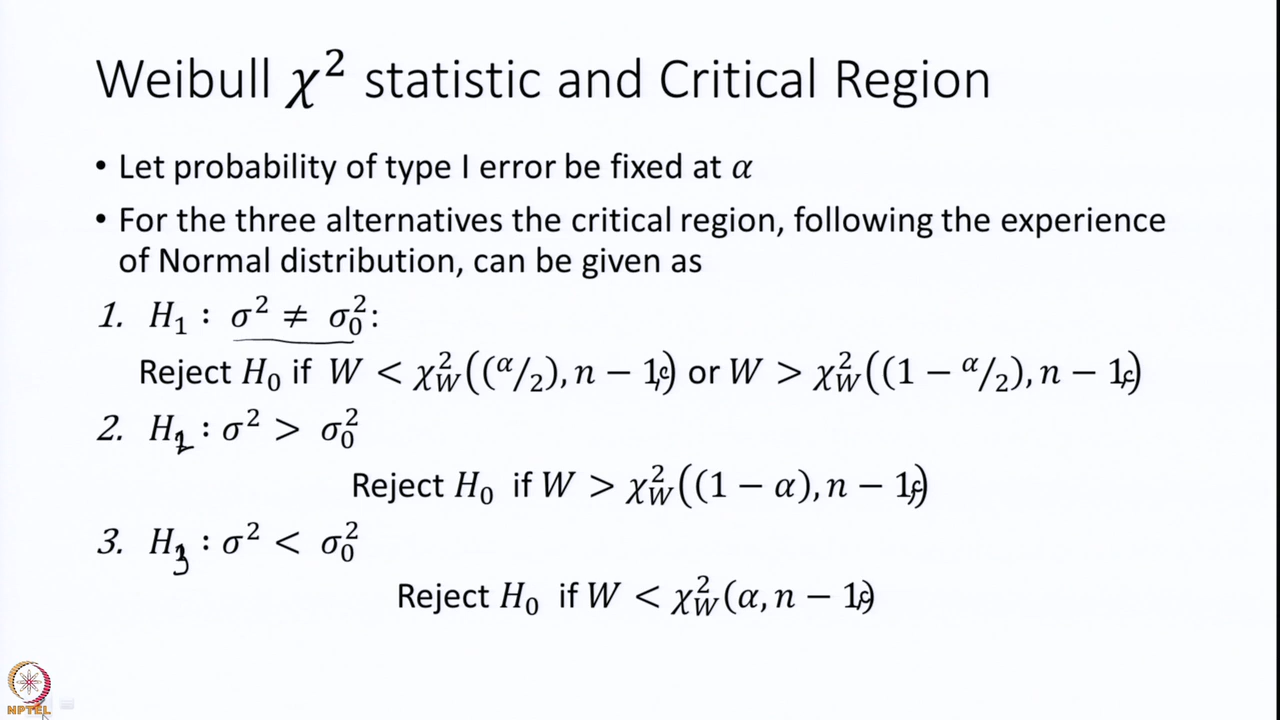 Weibull χ² statistic and Critical Region
• Let probability of type I error be fixed at α
• For the three alternatives the critical region, following the experience
of Normal distribution, can be given as
1. H₁ : σ² ≠ σ₀²:
Reject H₀ if W < χ²_W((α/2), n − 1,c) or W > χ²_W((1 − α/2), n − 1,c)
2. H₂ : σ² > σ₀²
Reject H₀ if W > χ²_W((1 − α), n − 1,c)
3. H₃ : σ² < σ₀²
Reject H₀ if W < χ²_W(α, n − 1,c)
NPTEL